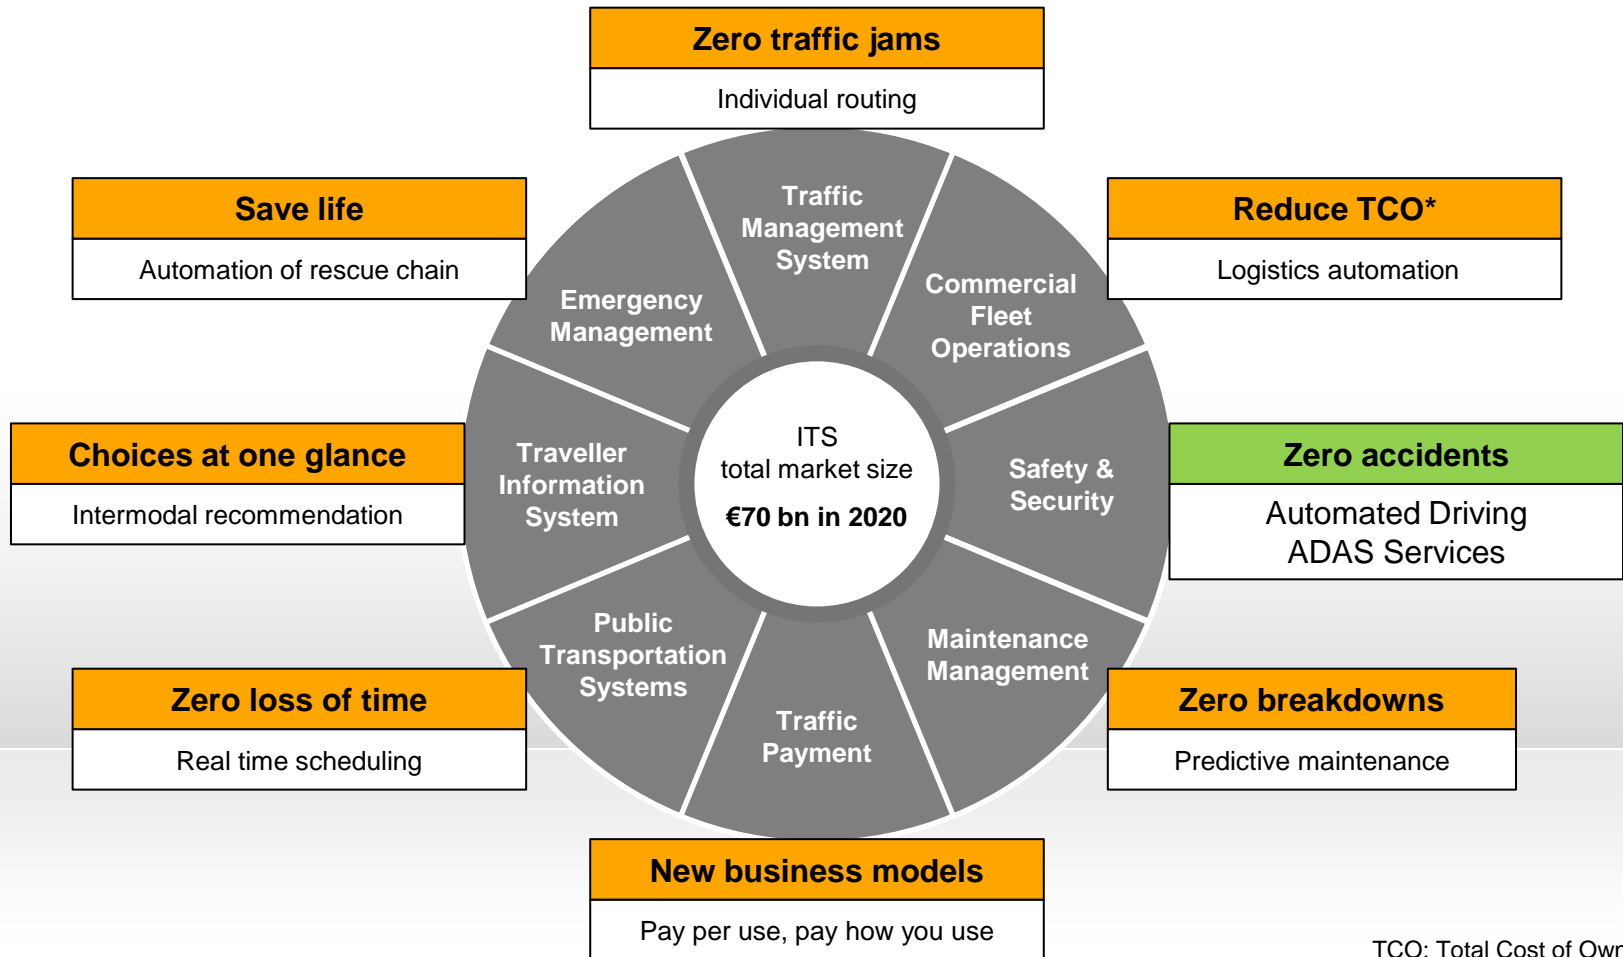 Zero traffic jams
Individual routing
Save life
Automation of rescue chain
Reduce TCO*
Logistics automation
Traffic
Management
System
Commercial
Fleet
Operations
Emergency
Management
Choices at one glance
Intermodal recommendation
Traveller
Information
System
ITS
total market size
€70 bn in 2020
Safety &
Security
Zero accidents
Automated Driving
ADAS Services
Public
Transportation
Systems
Maintenance
Management
Zero loss of time
Real time scheduling
Traffic
Payment
Zero breakdowns
Predictive maintenance
New business models
Pay per use, pay how you use
TCO: Total Cost of Own